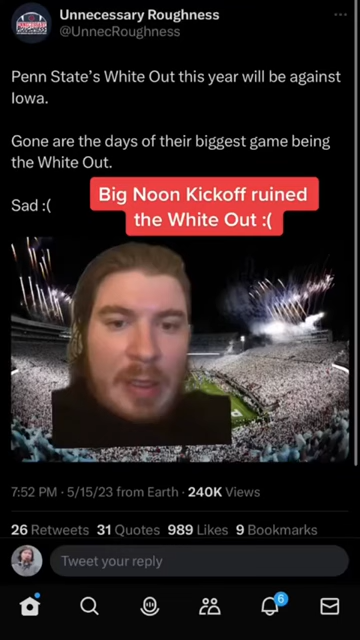 Unnecessary Roughness
@UnnecRoughness
Penn State's White Out this year will be against
Iowa.
Gone are the days of their biggest game being
the White Out.
Sad :(
Big Noon Kickoff ruined
the White Out :(
7:52 PM · 5/15/23 from Earth · 240K Views
26 Retweets 31 Quotes 989 Likes 9 Bookmarks
Tweet your reply
6